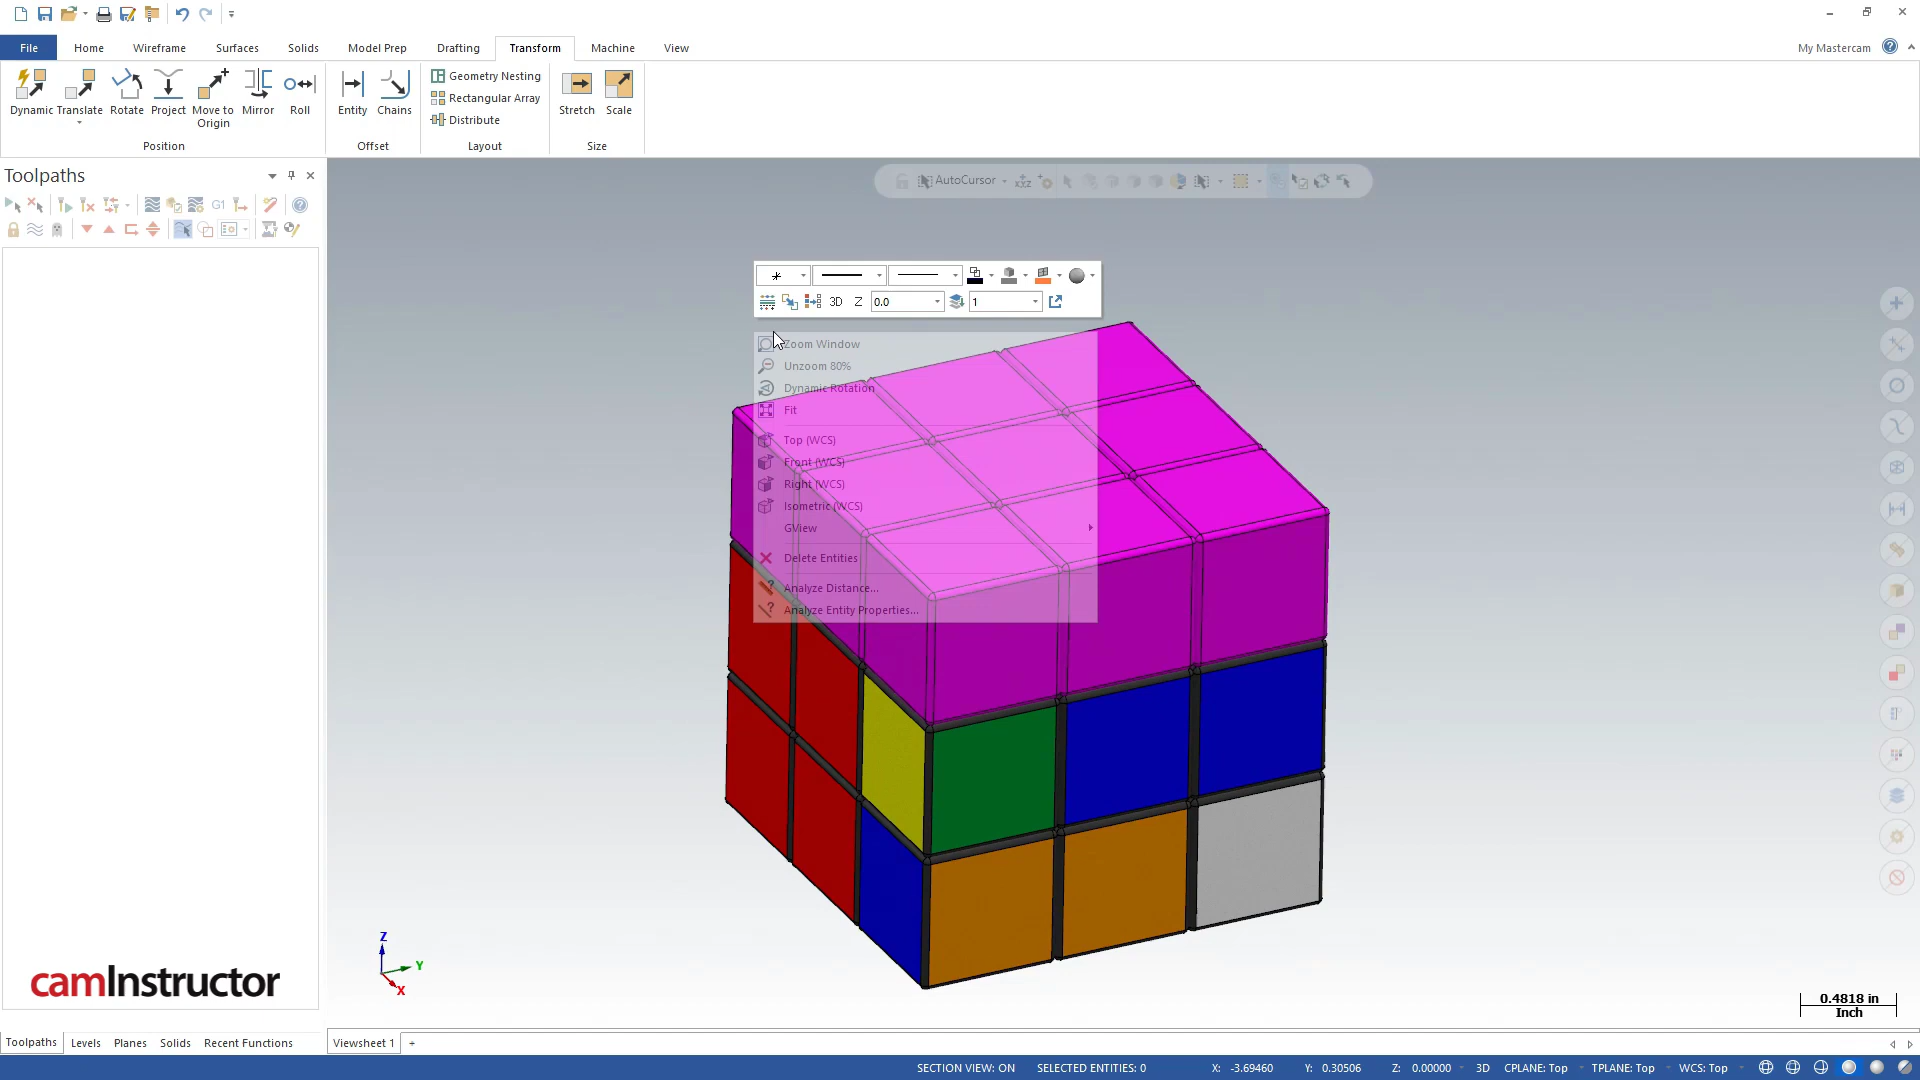 File Home Wireframe Surfaces Solids Model Prep Drafting Transform Machine View My Mastercam
Dynamic Translate Rotate Project Move to Origin Mirror Roll
Position
Entity Chains
Offset
Geometry Nesting
Rectangular Array
Distribute
Layout
Stretch Scale
Size
Toolpaths
G1
AutoCursor
XYZ
3D Z 0.0 1
Zoom Window
Unzoom 80%
Dynamic Rotation
Fit
Top (WCS)
Front (WCS)
Right (WCS)
Isometric (WCS)
GView
Delete Entities
Analyze Distance...
Analyze Entity Properties...
Z
Y
X
camInstructor
0.4818 in
Inch
Toolpaths Levels Planes Solids Recent Functions
Viewsheet 1 +
SECTION VIEW: ON SELECTED ENTITIES: 0 X: -3.69460 Y: 0.30506 Z: 0.00000 3D CPLANE: Top TPLANE: Top WCS: Top